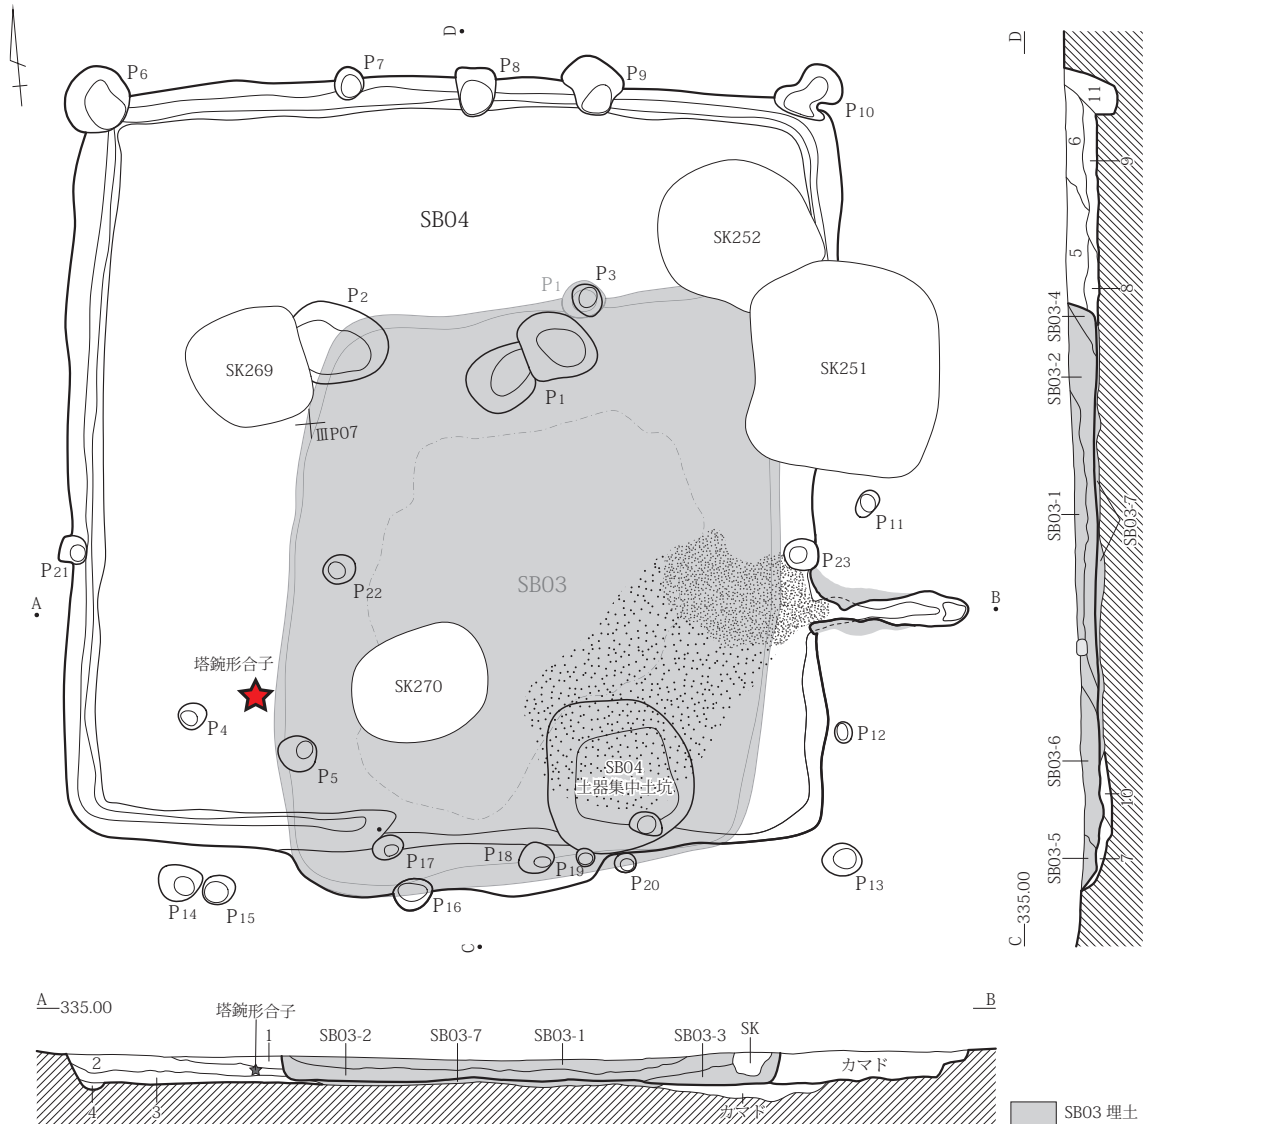 D
P6
P7
P8
P9
P10
SB04
SK252
P1
P3
P2
SK269
SK251
P1
ⅢP07
P11
P21
P22
SB03
P23
A
B
塔鋺形合子
SK270
P4
P12
P5
SB04
土器集中土坑
P17
P18
P19
P20
P13
P14
P15
P16
C
D
11
6
9
5
8
SB03-4
SB03-2
SB03-1
SB03-7
SB03-6
10
SB03-5
7
C 335.00
A 335.00
塔鋺形合子
B
1
SB03-2
SB03-7
SB03-1
SB03-3
SK
2
カマド
4
3
カマド
SB03 埋土